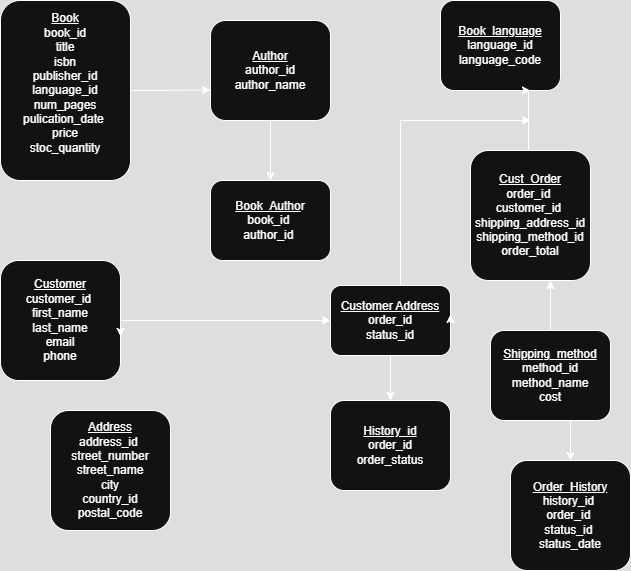 Book
book_id
title
isbn
publisher_id
language_id
num_pages
pulication_date
price
stoc_quantity
Author
author_id
author_name
Book_language
language_id
language_code
Book_Author
book_id
author_id
Cust_Order
order_id
customer_id
shipping_address_id
shipping_method_id
order_total
Customer
customer_id
first_name
last_name
email
phone
Customer Address
order_id
status_id
Shipping_method
method_id
method_name
cost
Address
address_id
street_number
street_name
city
country_id
postal_code
History_id
order_id
order_status
Order_History
history_id
order_id
status_id
status_date